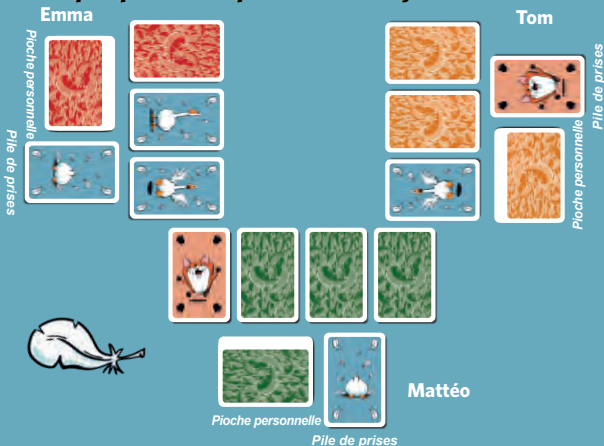 Emma
Tom
Pioche personnelle
Pile de prises
Pile de prises
Pioche personnelle
Mattéo
Pioche personnelle
Pile de prises